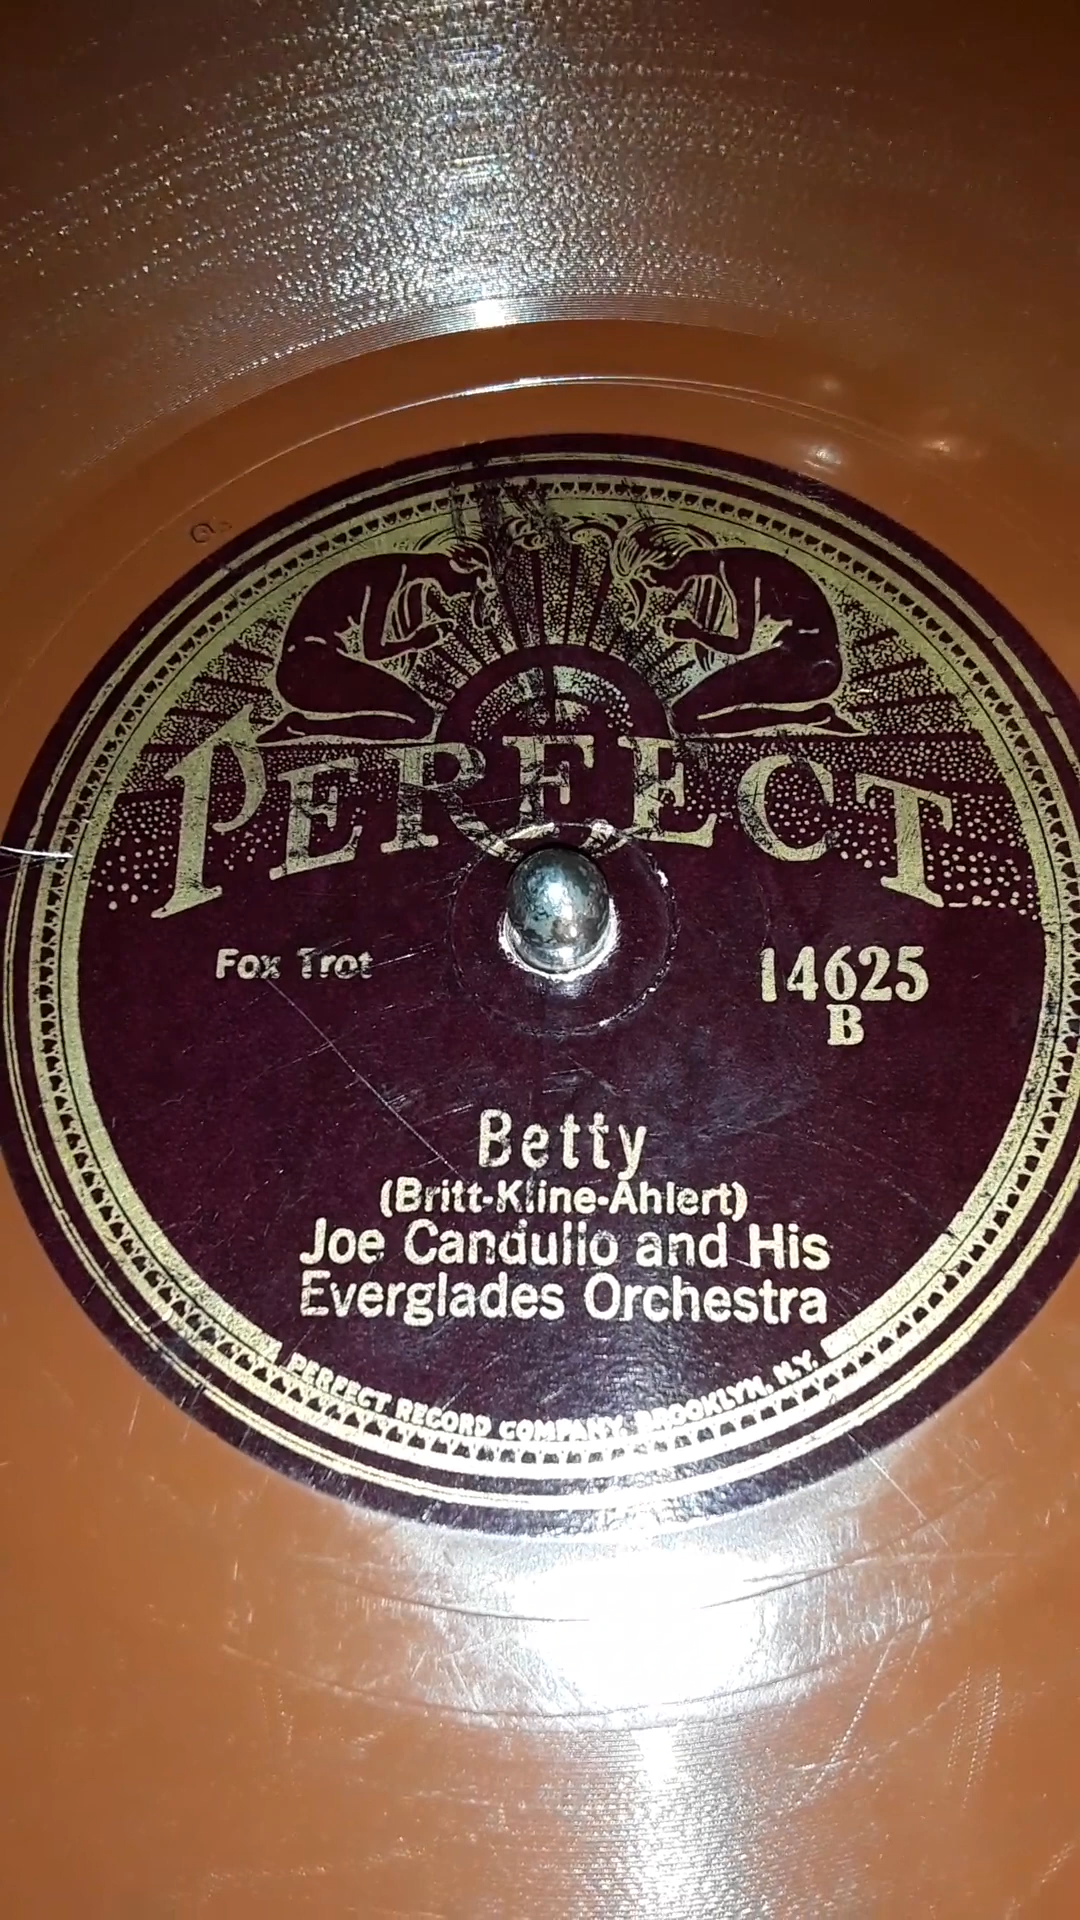 PERFECT
Fox Trot
14625
B
Betty
(Britt-Kline-Ahlert)
Joe Candullo and His
Everglades Orchestra
PERFECT RECORD COMPANY, BROOKLYN, N.Y.